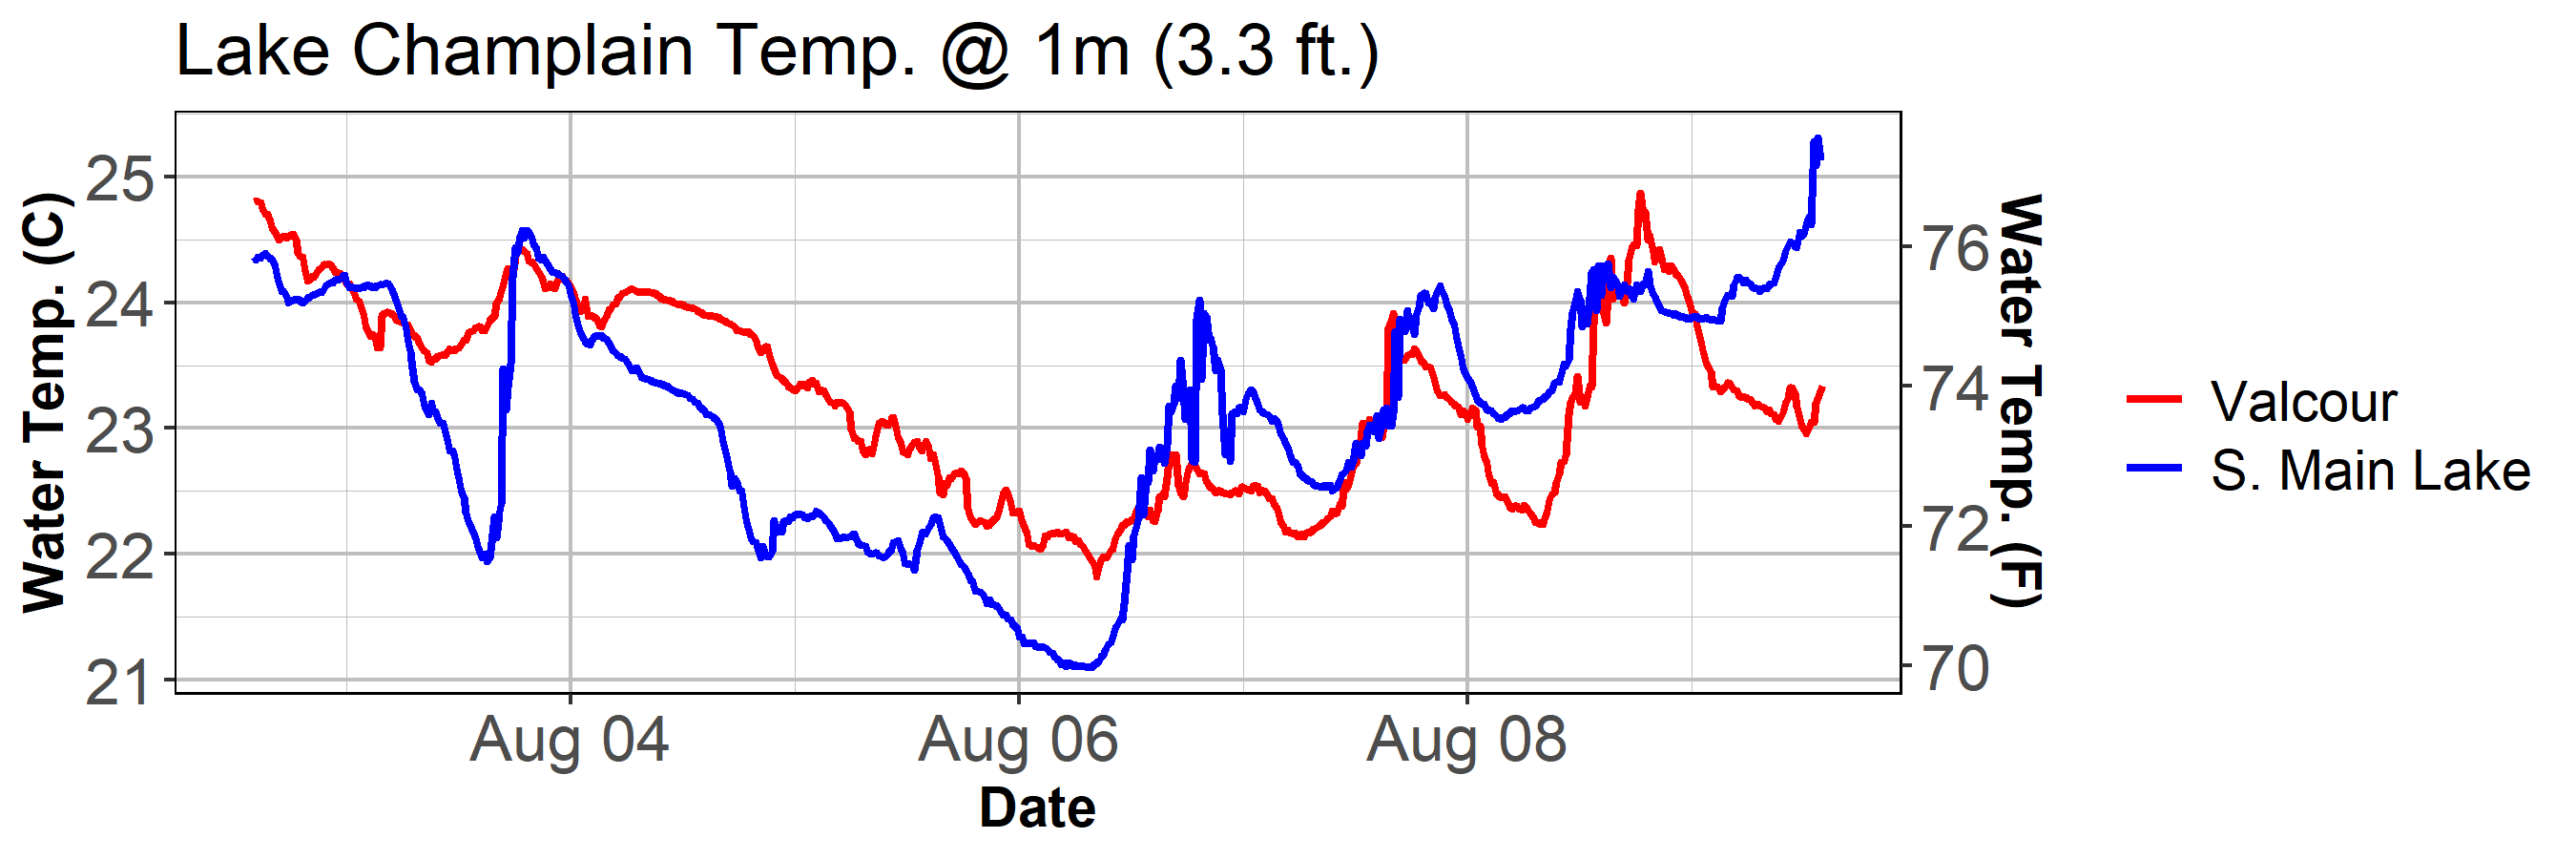 Lake Champlain Temp. @ 1m (3.3 ft.)
Water Temp. (C)
25
24
23
22
21
76
74
72
70
Water Temp. (F)
Aug 04
Aug 06
Aug 08
Date
Valcour
S. Main Lake